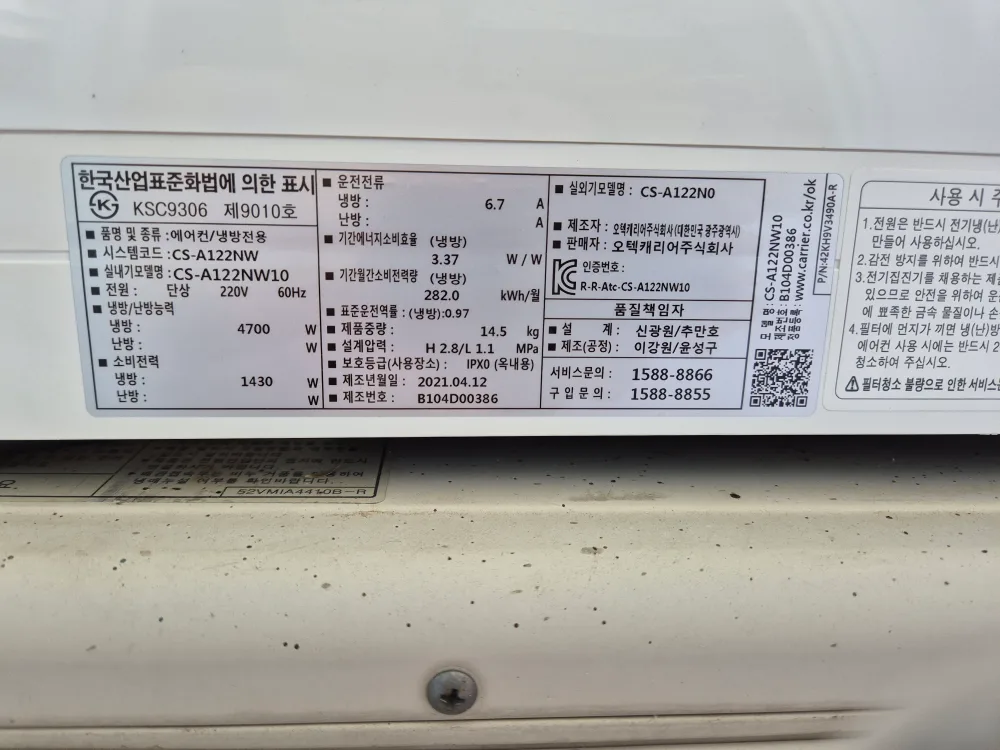 한국산업표준화법에 의한 표시
KSC9306 제9010호
■ 품명 및 종류 : 에어컨/냉방전용
■ 시스템코드 : CS-A122NW
■ 실내기모델명 : CS-A122NW10
■ 전원 : 단상 220V 60Hz
■ 냉방/난방능력
냉방 : 4700 W
난방 : W
■ 소비전력
냉방 : 1430 W
난방 : W
■ 운전전류
냉방 : 6.7 A
난방 : A
■ 기간에너지소비효율 (냉방)
3.37 W / W
■ 기간월간소비전력량 (냉방)
282.0 kWh/월
■ 표준운전역률 : (냉방):0.97
■ 제품중량 : 14.5 kg
■ 설계압력 : H 2.8/L 1.1 MPa
■ 보호등급(사용장소) : IPX0 (옥내용)
■ 제조년월일 : 2021.04.12
■ 제조번호 : B104D00386
■ 실외기모델명 : CS-A122N0
■ 제조자 : 오텍캐리어주식회사 (대한민국 광주광역시)
■ 판매자 : 오텍캐리어주식회사
인증번호 :
R-R-Atc-CS-A122NW10
품질책임자
■ 설 계 : 신광원/추만호
■ 제조(공정) : 이강원/윤성구
서비스문의 : 1588-8866
구 입 문 의 : 1588-8855
모 델 명 : CS-A122NW10
제조번호 : B104D00386
정품등록 : www.carrier.co.kr/ok
P/N:42KH9V3490A-R
사용 시 주
1.전원은 반드시 전기냉(난)
만들어 사용하십시오.
2.감전 방지를 위하여 반드시
3.전기집진기를 채용하는 제
있으므로 안전을 위하여 운
에 뾰족한 금속 물질이나 손
4.필터에 먼지가 끼면 냉(난)방
에어컨 사용 시에는 반드시 2
청소하여 주십시오.
⚠필터청소 불량으로 인한 서비스
52VMIA4410B-R